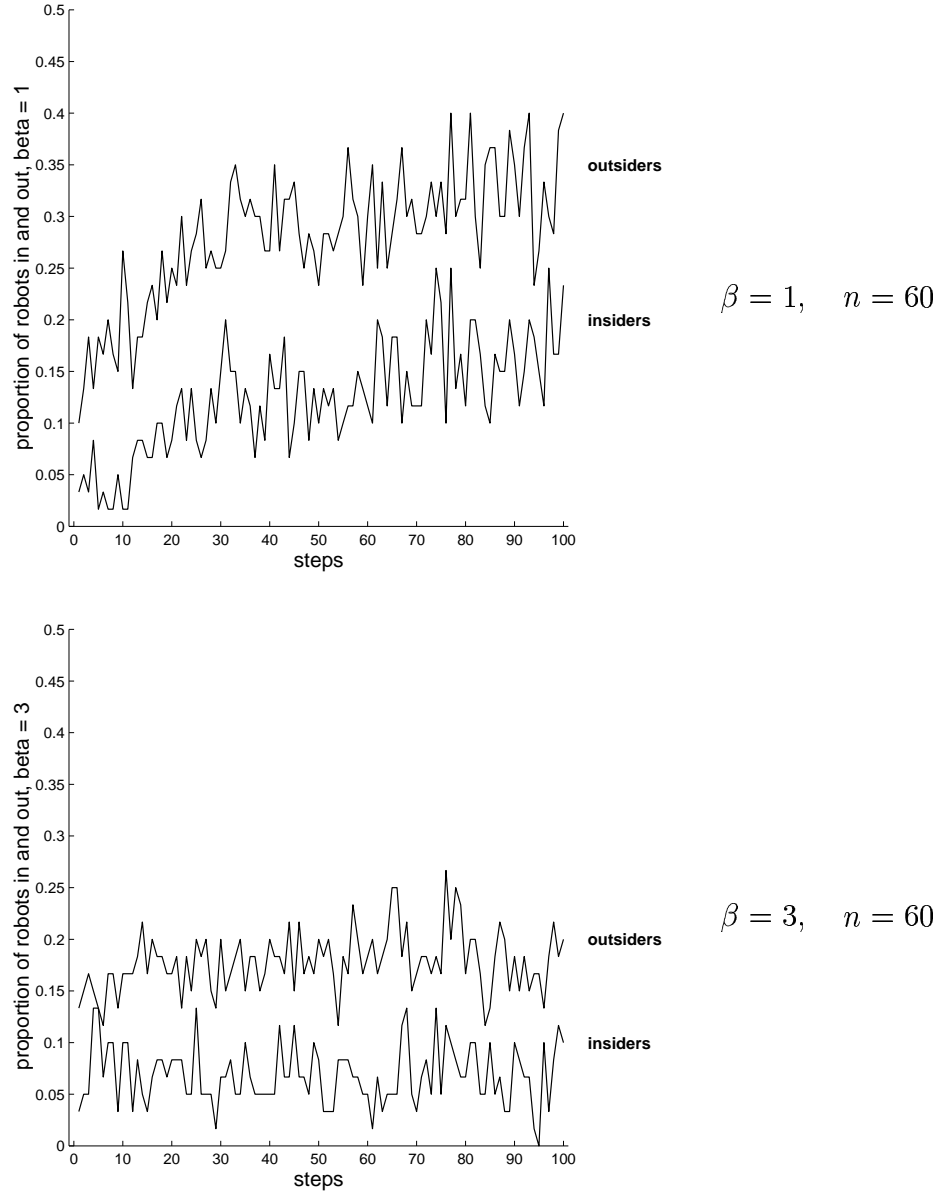 0.5
0.45
0.4
0.35
0.3
0.25
0.2
0.15
0.1
0.05
0
proportion of robots in and out, beta = 1
outsiders
insiders
0 10 20 30 40 50 60 70 80 90 100
steps
β = 1, n = 60
0.5
0.45
0.4
0.35
0.3
0.25
0.2
0.15
0.1
0.05
0
proportion of robots in and out, beta = 3
outsiders
insiders
0 10 20 30 40 50 60 70 80 90 100
steps
β = 3, n = 60